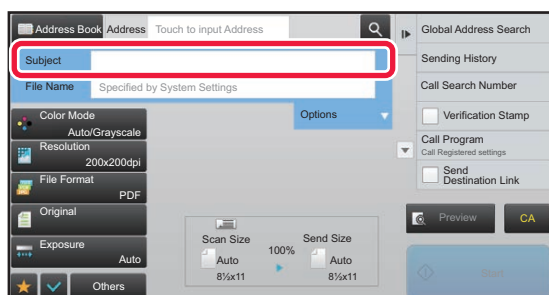 Address Book Address Touch to input Address
Subject
File Name Specified by System Settings
Options
Color Mode
Auto/Grayscale
Resolution
200x200dpi
File Format
PDF
Original
Exposure
Auto
Others
Scan Size
Auto
8½x11
100%
Send Size
Auto
8½x11
Global Address Search
Sending History
Call Search Number
Verification Stamp
Call Program
Call Registered settings
Send
Destination Link
Preview
CA
Start